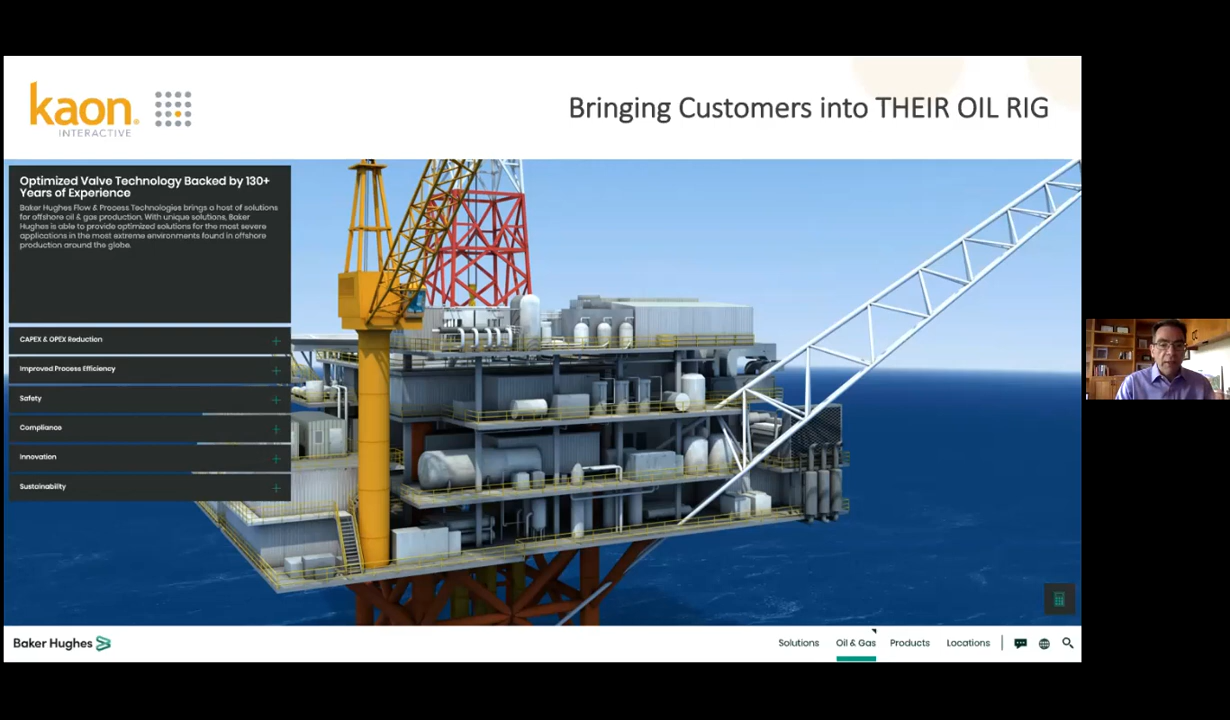 kaon.
INTERACTIVE
Bringing Customers into THEIR OIL RIG
Optimized Valve Technology Backed by 130+
Years of Experience
Baker Hughes Flow & Process Technologies brings a host of solutions
for offshore oil & gas production. With unique solutions, Baker
Hughes is able to provide optimized solutions for the most severe
applications in the most extreme environments found in offshore
production around the globe.
CAPEX & OPEX Reduction
Improved Process Efficiency
Safety
Compliance
Innovation
Sustainability
Baker Hughes
Solutions
Oil & Gas
Products
Locations